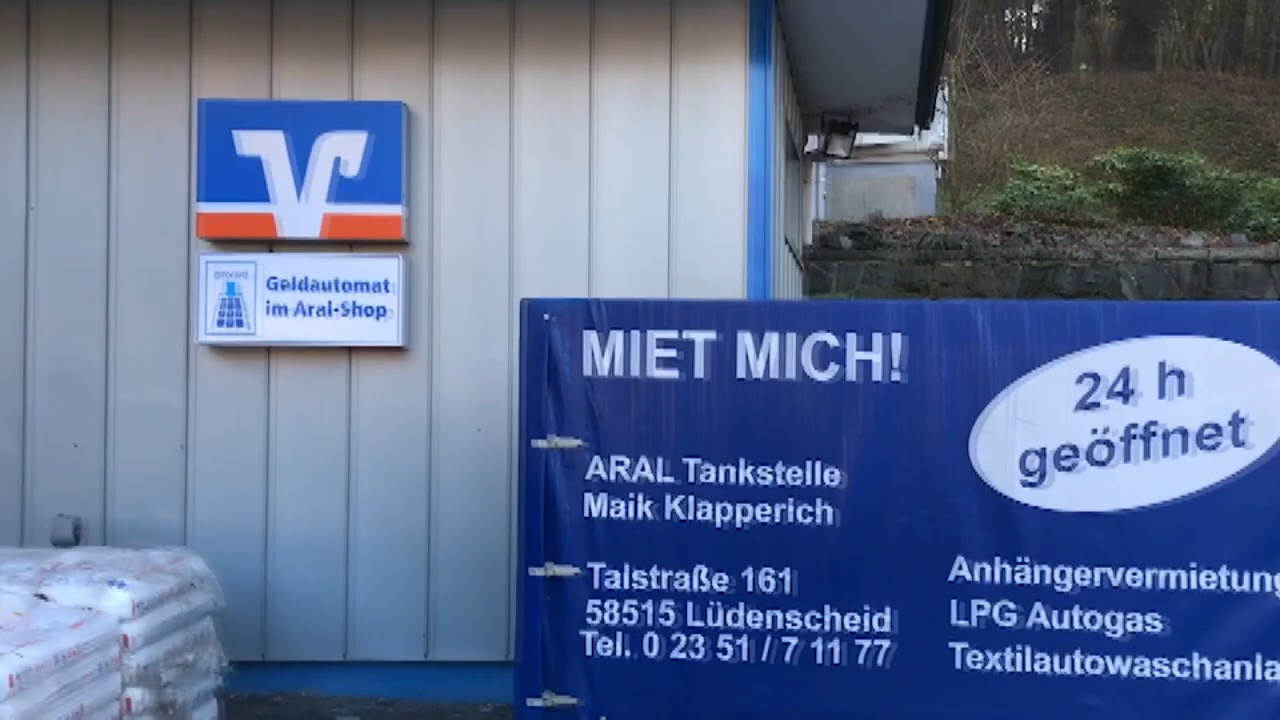 Geldautomat
im Aral-Shop
MIET MICH!
24 h
geöffnet
ARAL Tankstelle
Maik Klapperich
Talstraße 161
58515 Lüdenscheid
Tel. 0 23 51 / 7 11 77
Anhängervermietung
LPG Autogas
Textilautowaschanla